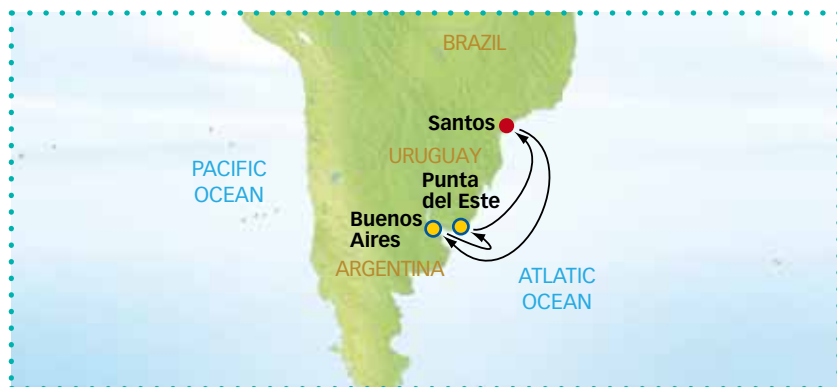 BRAZIL
Santos
URUGUAY
PACIFIC
OCEAN
Punta
del Este
Buenos
Aires
ARGENTINA
ATLATIC
OCEAN